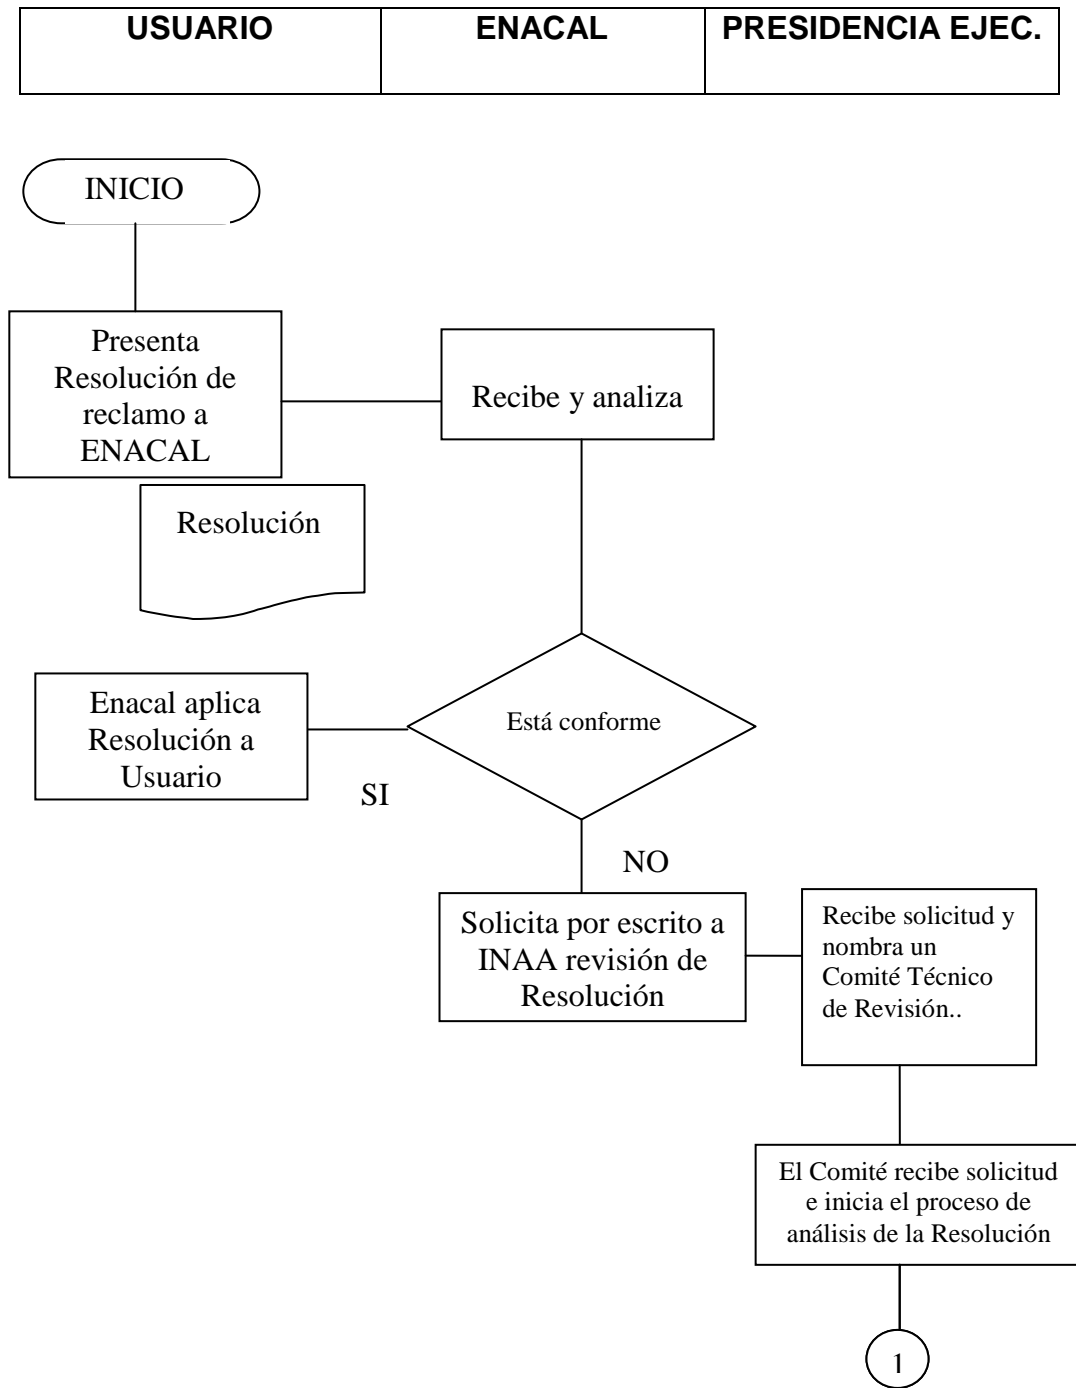 USUARIO ENACAL PRESIDENCIA EJEC.
INICIO
Presenta
Resolución de
reclamo a
ENACAL
Recibe y analiza
Resolución
Enacal aplica
Resolución a
Usuario
Está conforme
SI
NO
Solicita por escrito a
INAA revisión de
Resolución
Recibe solicitud y
nombra un
Comité Técnico
de Revisión..
El Comité recibe solicitud
e inicia el proceso de
análisis de la Resolución
1